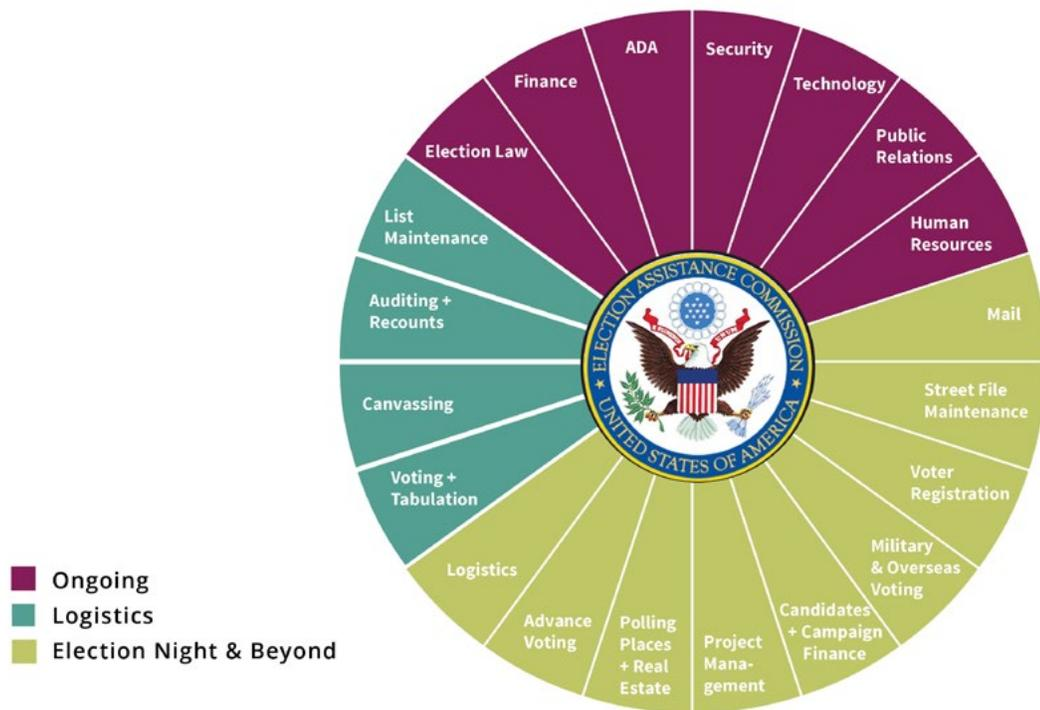 ADA
Security
Finance
Technology
Election Law
Public
Relations
Human
Resources
List
Maintenance
Auditing +
Recounts
Canvassing
Voting +
Tabulation
Mail
Street File
Maintenance
Voter
Registration
Military
& Overseas
Voting
Candidates
+ Campaign
Finance
Project
Mana-
gement
Polling
Places
+ Real
Estate
Advance
Voting
Logistics
ELECTION ASSISTANCE COMMISSION
UNITED STATES OF AMERICA
Ongoing
Logistics
Election Night & Beyond